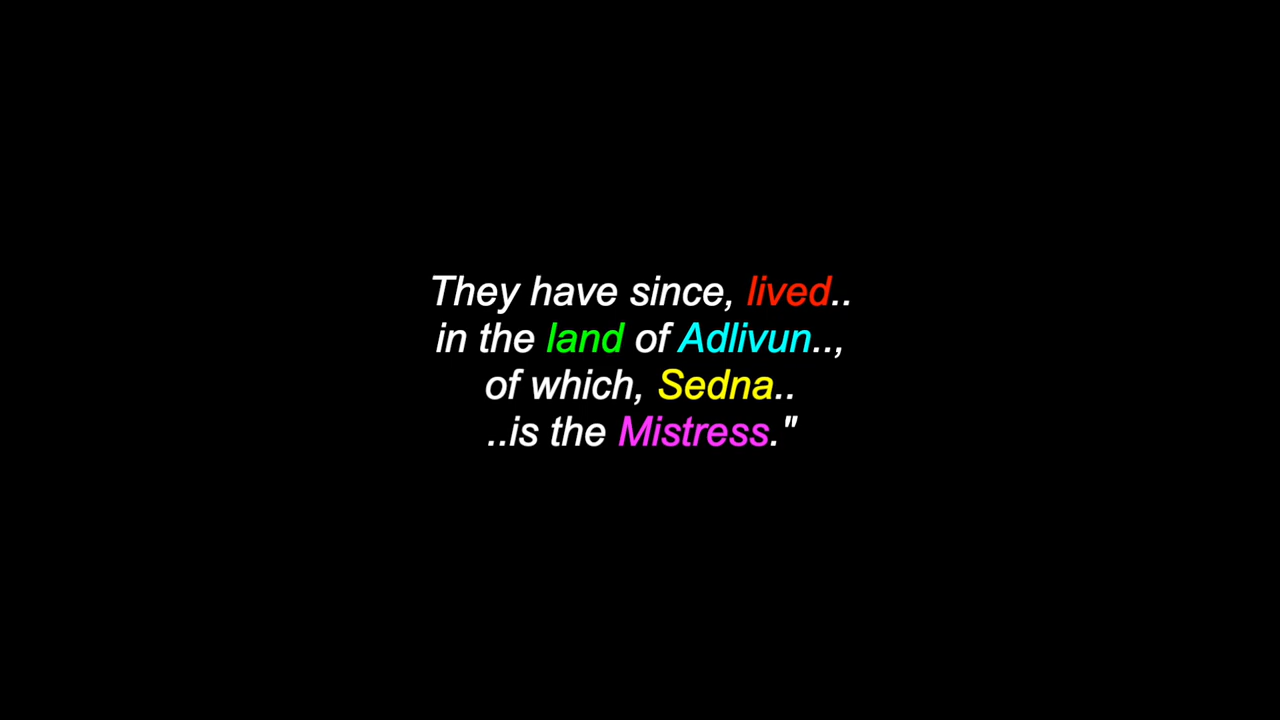 They have since, lived..
in the land of Adlivun..,
of which, Sedna..
..is the Mistress."